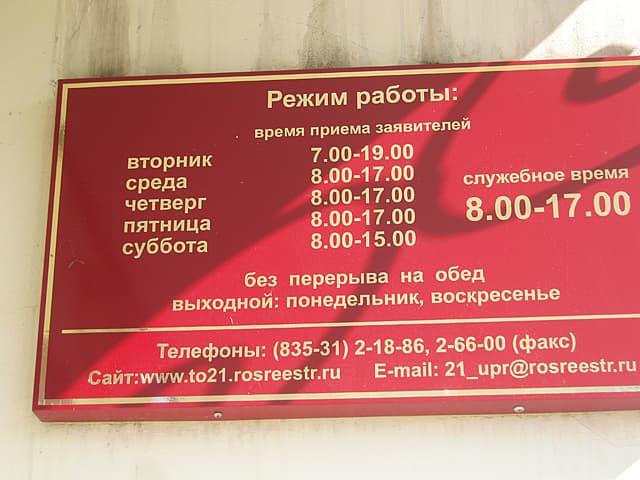 Режим работы:
время приема заявителей
вторник 7.00-19.00
среда 8.00-17.00
четверг 8.00-17.00
пятница 8.00-17.00
суббота 8.00-15.00
служебное время
8.00-17.00
без перерыва на обед
выходной: понедельник, воскресенье
Телефоны: (835-31) 2-18-86, 2-66-00 (факс)
Сайт:www.to21.rosreestr.ru E-mail: 21_upr@rosreestr.ru